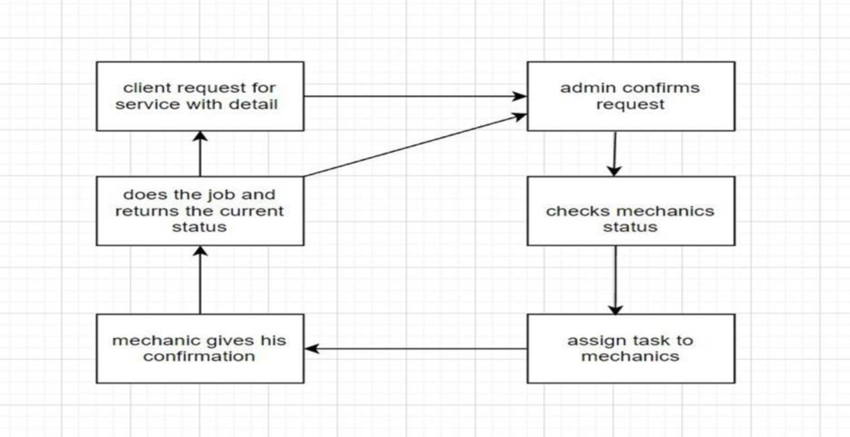 client request for
service with detail
admin confirms
request
does the job and
returns the current
status
checks mechanics
status
mechanic gives his
confirmation
assign task to
mechanics